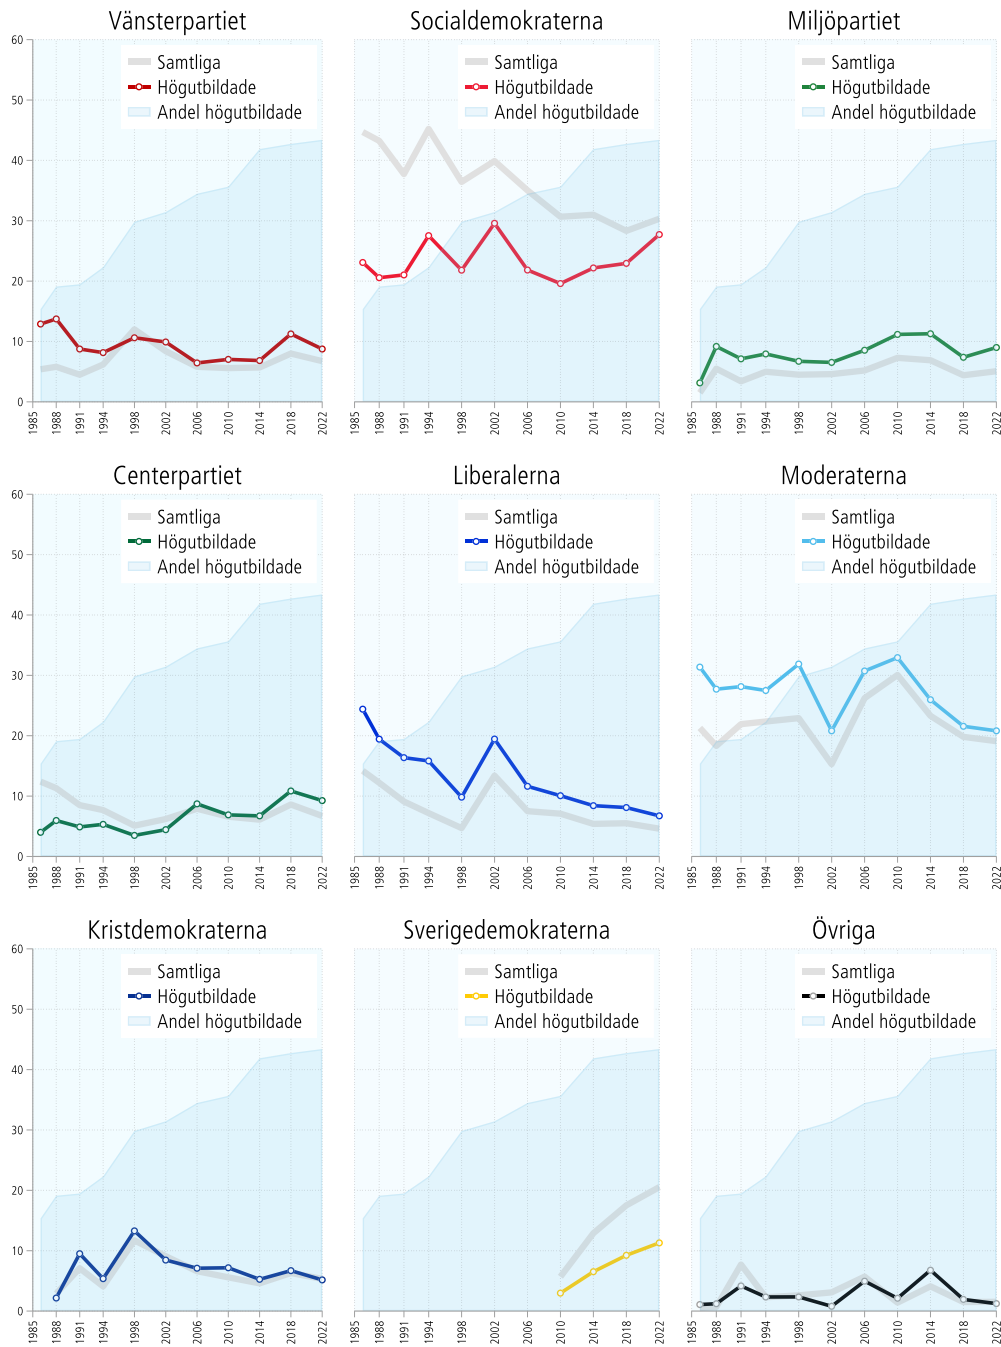 Vänsterpartiet
Socialdemokraterna
Miljöpartiet
60
50
40
30
20
10
0
Samtliga
Högutbildade
Andel högutbildade
Samtliga
Högutbildade
Andel högutbildade
Samtliga
Högutbildade
Andel högutbildade
1985 1988 1991 1994 1998 2002 2006 2010 2014 2018 2022
1985 1988 1991 1994 1998 2002 2006 2010 2014 2018 2022
1985 1988 1991 1994 1998 2002 2006 2010 2014 2018 2022
Centerpartiet
Liberalerna
Moderaterna
60
50
40
30
20
10
0
Samtliga
Högutbildade
Andel högutbildade
Samtliga
Högutbildade
Andel högutbildade
Samtliga
Högutbildade
Andel högutbildade
1985 1988 1991 1994 1998 2002 2006 2010 2014 2018 2022
1985 1988 1991 1994 1998 2002 2006 2010 2014 2018 2022
1985 1988 1991 1994 1998 2002 2006 2010 2014 2018 2022
Kristdemokraterna
Sverigedemokraterna
Övriga
60
50
40
30
20
10
0
Samtliga
Högutbildade
Andel högutbildade
Samtliga
Högutbildade
Andel högutbildade
Samtliga
Högutbildade
Andel högutbildade
1985 1988 1991 1994 1998 2002 2006 2010 2014 2018 2022
1985 1988 1991 1994 1998 2002 2006 2010 2014 2018 2022
1985 1988 1991 1994 1998 2002 2006 2010 2014 2018 2022